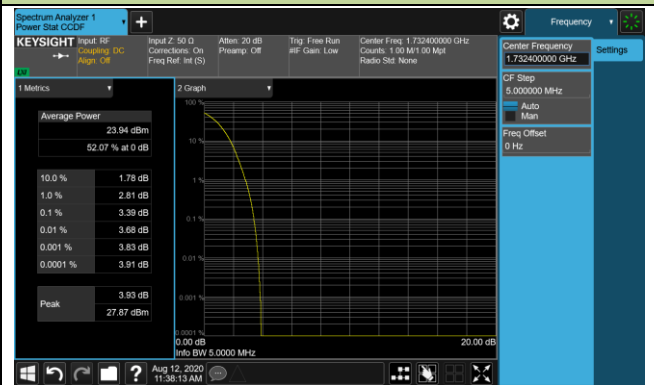 Spectrum Analyzer 1
Power Stat CCDF
+
Frequency
KEYSIGHT
Input: RF
Coupling: DC
Align: Off
Input Z: 50 Ω
Corrections: On
Freq Ref: Int (S)
Atten: 20 dB
Preamp: Off
Trig: Free Run
#IF Gain: Low
Center Freq: 1.732400000 GHz
Counts: 1.00 M/1.00 Mpt
Radio Std: None
Center Frequency
1.732400000 GHz
Settings
CF Step
5.000000 MHz
Auto
Man
Freq Offset
0 Hz
1 Metrics
Average Power
23.94 dBm
52.07 % at 0 dB
10.0 % 1.78 dB
1.0 % 2.81 dB
0.1 % 3.39 dB
0.01 % 3.68 dB
0.001 % 3.83 dB
0.0001 % 3.91 dB
Peak
3.93 dB
27.87 dBm
2 Graph
100 %
10 %
1 %
0.1 %
0.01 %
0.001 %
0.0001 %
0.00 dB 20.00 dB
Info BW 5.0000 MHz
?
Aug 12, 2020
11:38:13 AM